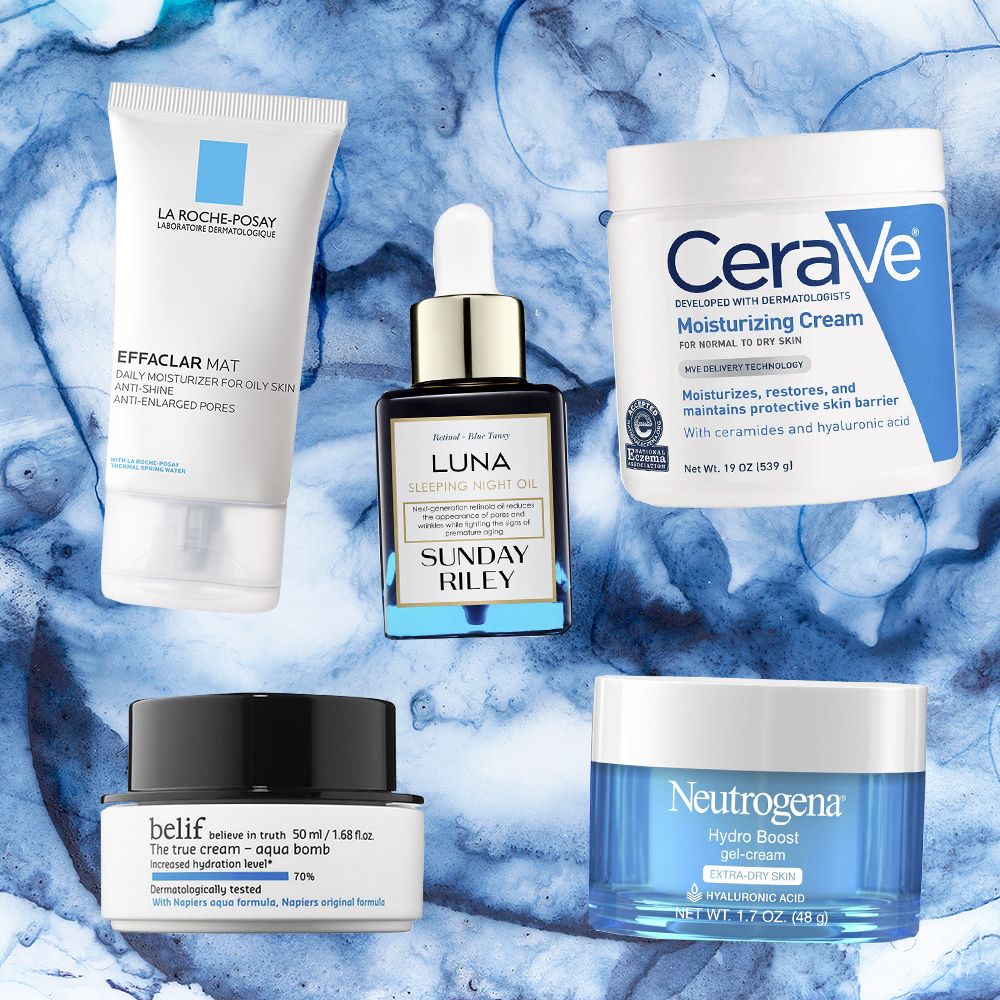 LA ROCHE-POSAY
LABORATOIRE DERMATOLOGIQUE
EFFACLAR MAT
DAILY MOISTURIZER FOR OILY SKIN
ANTI-SHINE
ANTI-ENLARGED PORES
WITH LA ROCHE-POSAY
THERMAL SPRING WATER
Retinol + Blue Tansy
LUNA
SLEEPING NIGHT OIL
Next-generation retinoid oil reduces
the appearance of pores and
wrinkles while fighting the signs of
premature aging
SUNDAY
RILEY
CeraVe®
DEVELOPED WITH DERMATOLOGISTS
Moisturizing Cream
FOR NORMAL TO DRY SKIN
MVE DELIVERY TECHNOLOGY
Moisturizes, restores, and
maintains protective skin barrier
With ceramides and hyaluronic acid
ACCEPTED
NATIONAL
Eczema
ASSOCIATION
Net Wt. 19 OZ (539 g)
belif believe in truth 50 ml / 1.68 fl.oz.
The true cream – aqua bomb
Increased hydration level*
70%
Dermatologically tested
With Napiers aqua formula, Napiers original formula
Neutrogena®
Hydro Boost
gel-cream
EXTRA-DRY SKIN
HYALURONIC ACID
NET WT. 1.7 OZ. (48 g)